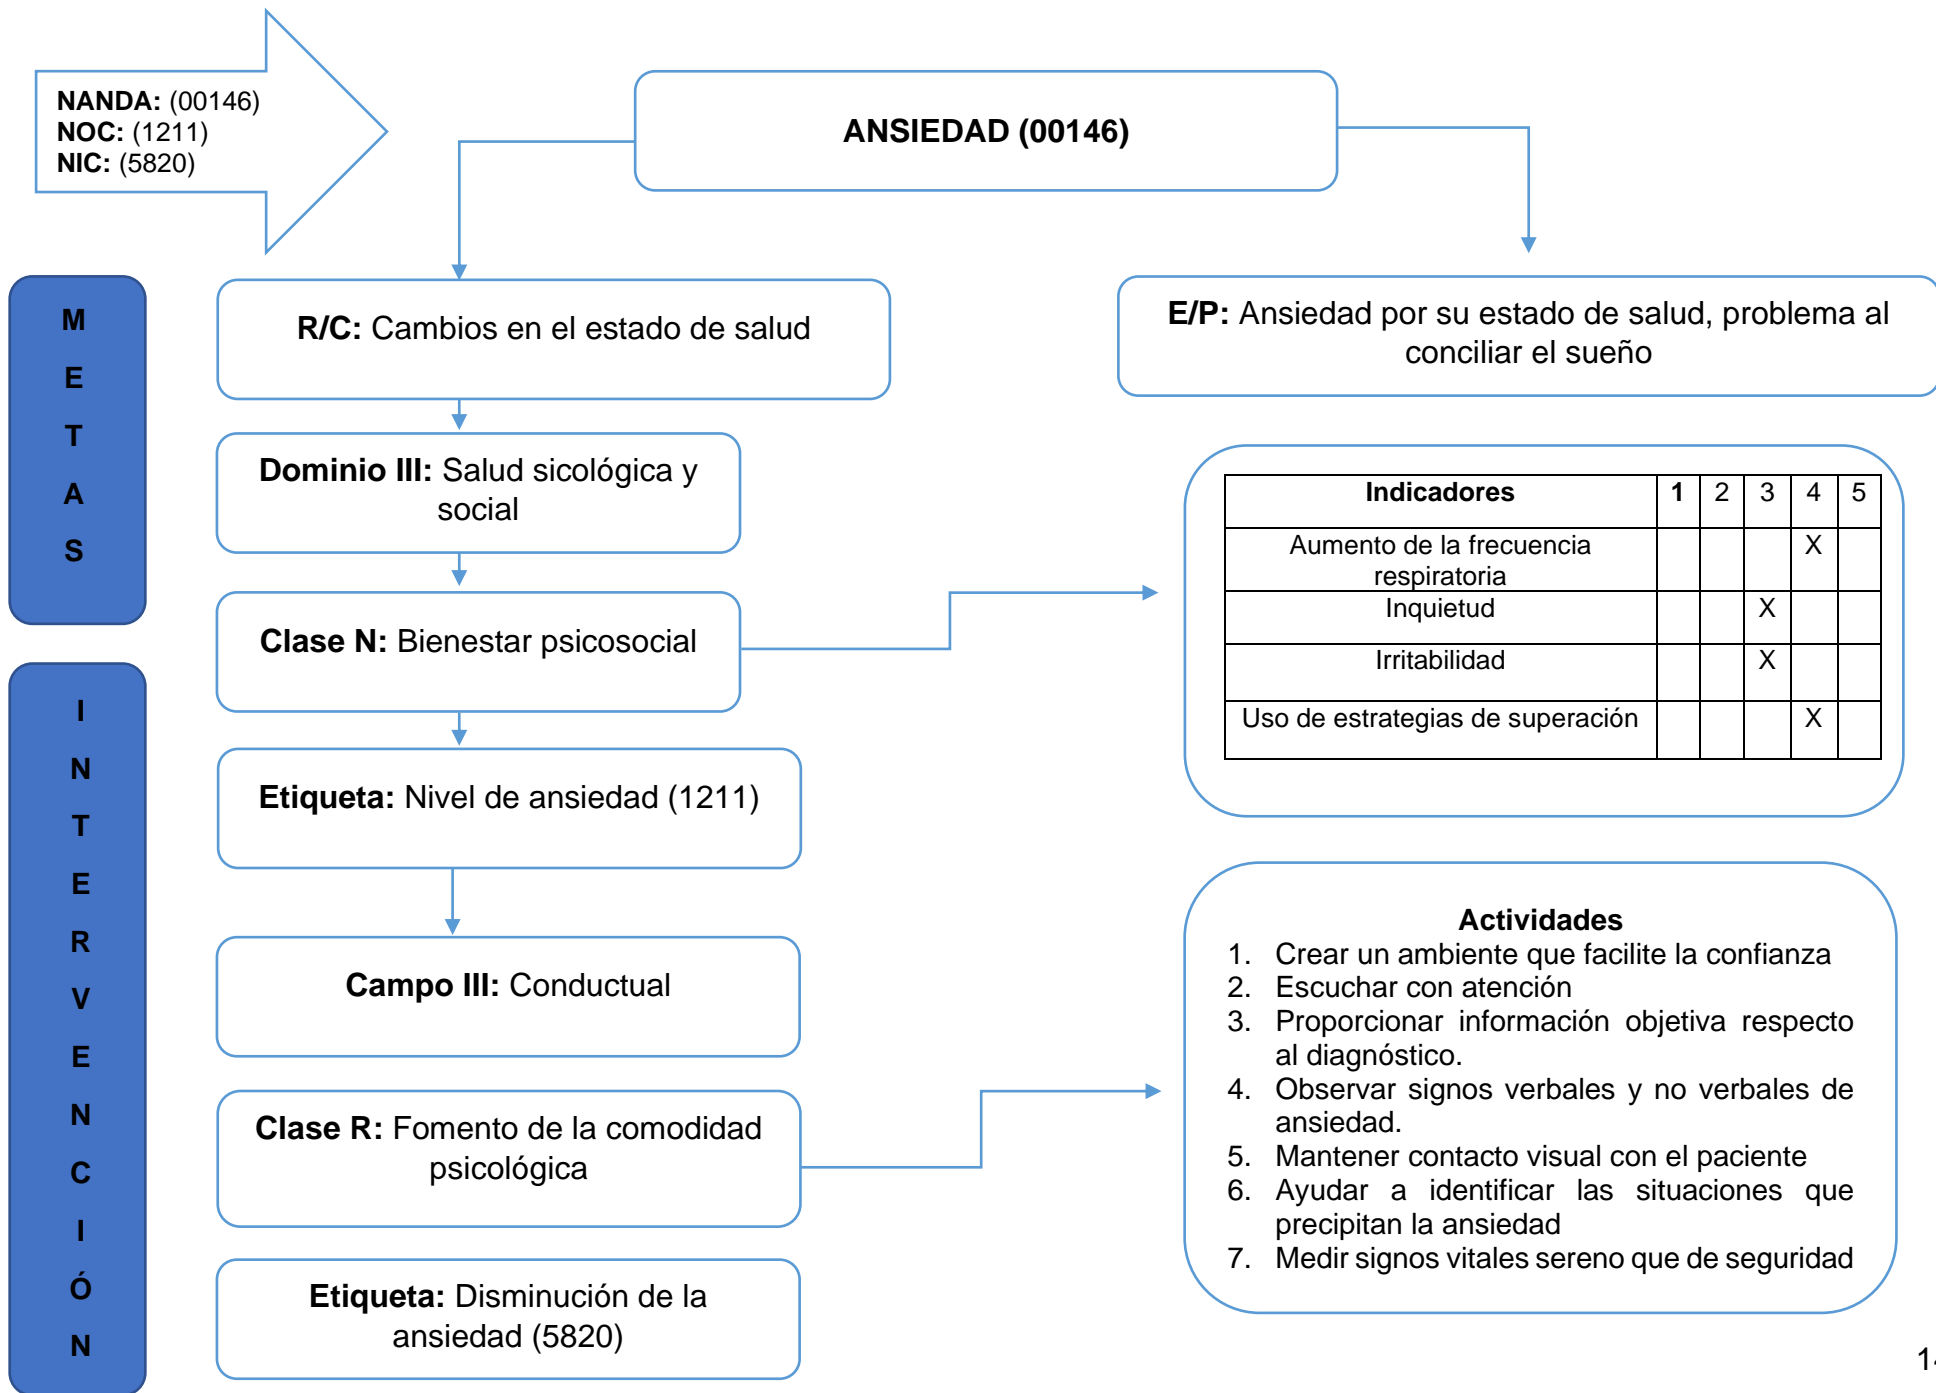 NANDA: (00146)
NOC: (1211)
NIC: (5820)
ANSIEDAD (00146)
M
E
T
A
S
R/C: Cambios en el estado de salud
E/P: Ansiedad por su estado de salud, problema al
conciliar el sueño
Dominio III: Salud sicológica y
social
Clase N: Bienestar psicosocial
Etiqueta: Nivel de ansiedad (1211)
Indicadores 1 2 3 4 5
Aumento de la frecuencia X
respiratoria
Inquietud X
Irritabilidad X
Uso de estrategias de superación X
I
N
T
E
R
V
E
N
C
I
Ó
N
Campo III: Conductual
Clase R: Fomento de la comodidad
psicológica
Etiqueta: Disminución de la
ansiedad (5820)
Actividades
1. Crear un ambiente que facilite la confianza
2. Escuchar con atención
3. Proporcionar información objetiva respecto
al diagnóstico.
4. Observar signos verbales y no verbales de
ansiedad.
5. Mantener contacto visual con el paciente
6. Ayudar a identificar las situaciones que
precipitan la ansiedad
7. Medir signos vitales sereno que de seguridad